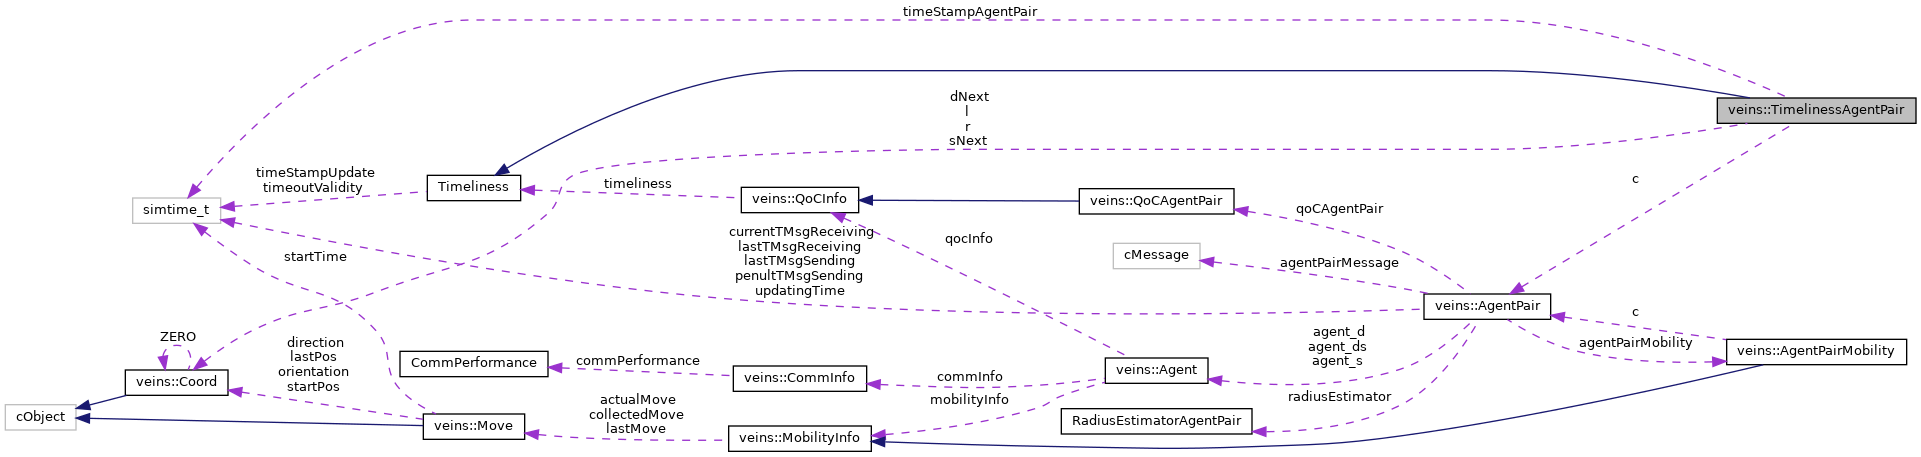 timeStampAgentPair
veins::TimelinessAgentPair
dNext
l
r
sNext
timeStampUpdate
timeoutValidity
Timeliness
timeliness
simtime_t
veins::QoCInfo
veins::QoCAgentPair
qoCAgentPair
c
currentTMsgReceiving
lastTMsgReceiving
lastTMsgSending
penultTMsgSending
updatingTime
qocInfo
cMessage
agentPairMessage
startTime
veins::AgentPair
c
ZERO
direction
lastPos
orientation
startPos
CommPerformance
commPerformance
agent_d
agent_ds
agent_s
agentPairMobility
veins::AgentPairMobility
veins::Coord
veins::CommInfo
commInfo
veins::Agent
mobilityInfo
radiusEstimator
cObject
veins::Move
actualMove
collectedMove
lastMove
veins::MobilityInfo
RadiusEstimatorAgentPair